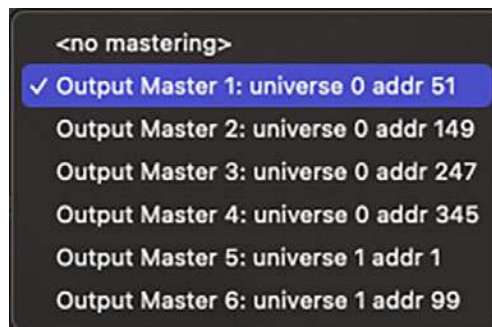 <no mastering>
✓ Output Master 1: universe 0 addr 51
Output Master 2: universe 0 addr 149
Output Master 3: universe 0 addr 247
Output Master 4: universe 0 addr 345
Output Master 5: universe 1 addr 1
Output Master 6: universe 1 addr 99